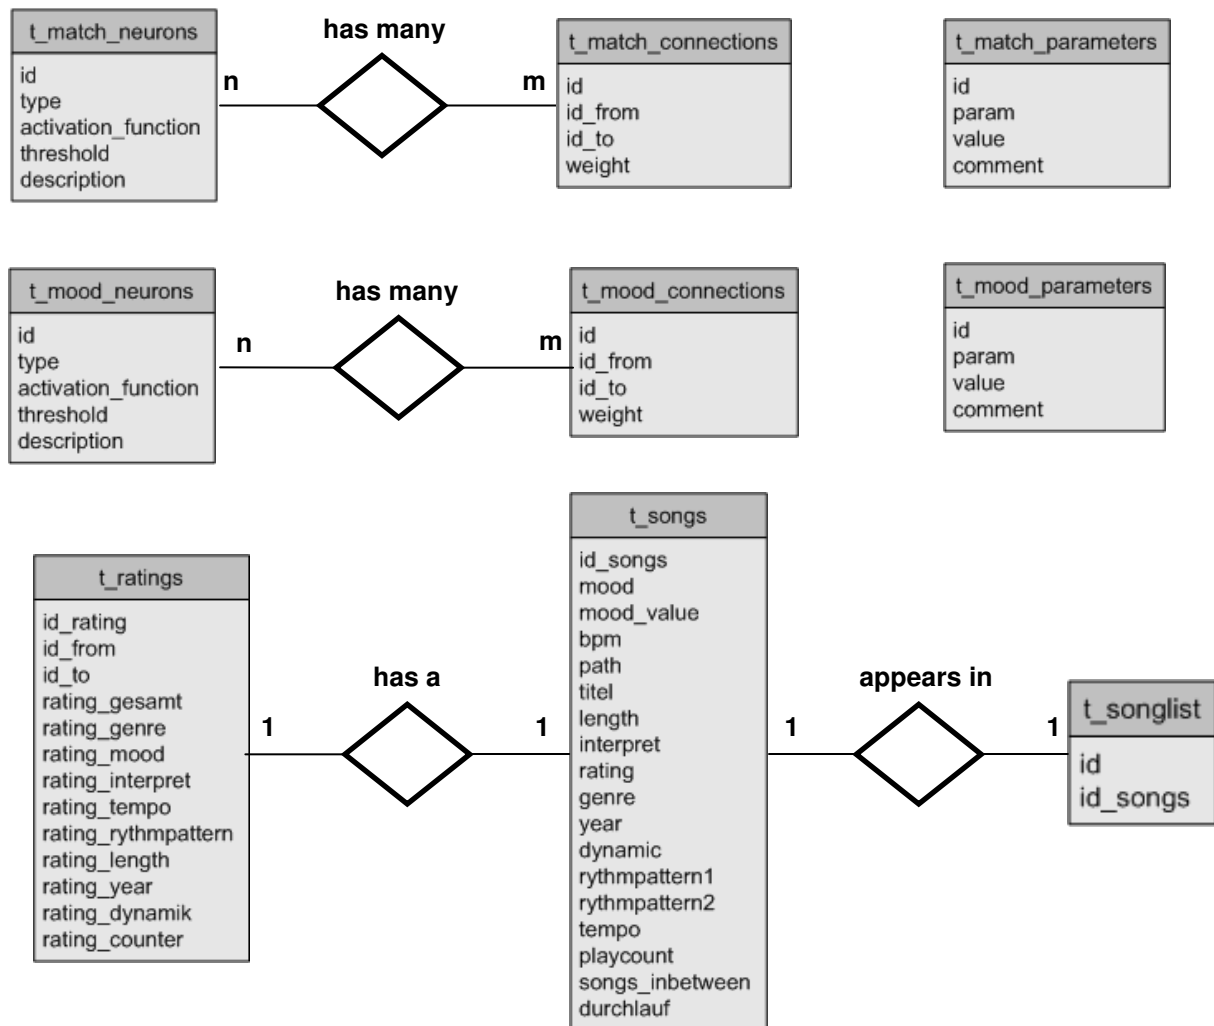 t_match_neurons
id
type
activation_function
threshold
description
has many
n
m
t_match_connections
id
id_from
id_to
weight
t_match_parameters
id
param
value
comment
t_mood_neurons
id
type
activation_function
threshold
description
has many
n
m
t_mood_connections
id
id_from
id_to
weight
t_mood_parameters
id
param
value
comment
t_ratings
id_rating
id_from
id_to
rating_gesamt
rating_genre
rating_mood
rating_interpret
rating_tempo
rating_rythmpattern
rating_length
rating_year
rating_dynamik
rating_counter
has a
1
1
t_songs
id_songs
mood
mood_value
bpm
path
titel
length
interpret
rating
genre
year
dynamic
rythmpattern1
rythmpattern2
tempo
playcount
songs_inbetween
durchlauf
appears in
1
1
t_songlist
id
id_songs